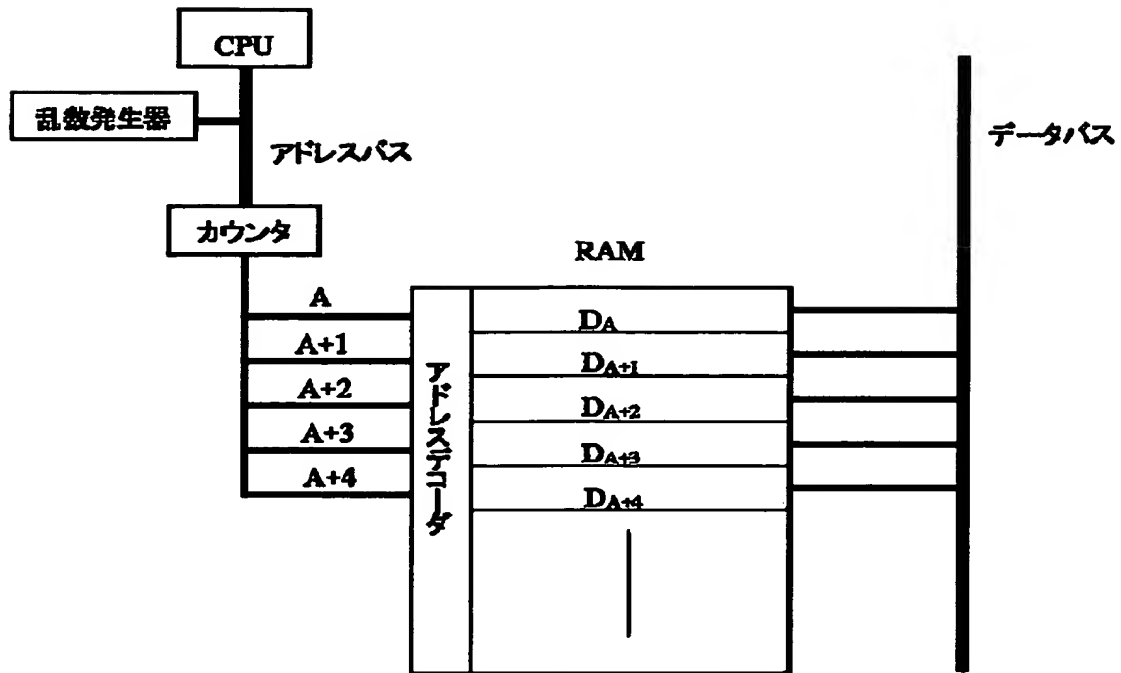 CPU
乱数発生器
アドレスバス
データバス
カウンタ
RAM
A
A+1
A+2
A+3
A+4
アドレスデコーダ
DA
DA+1
DA+2
DA+3
DA+4